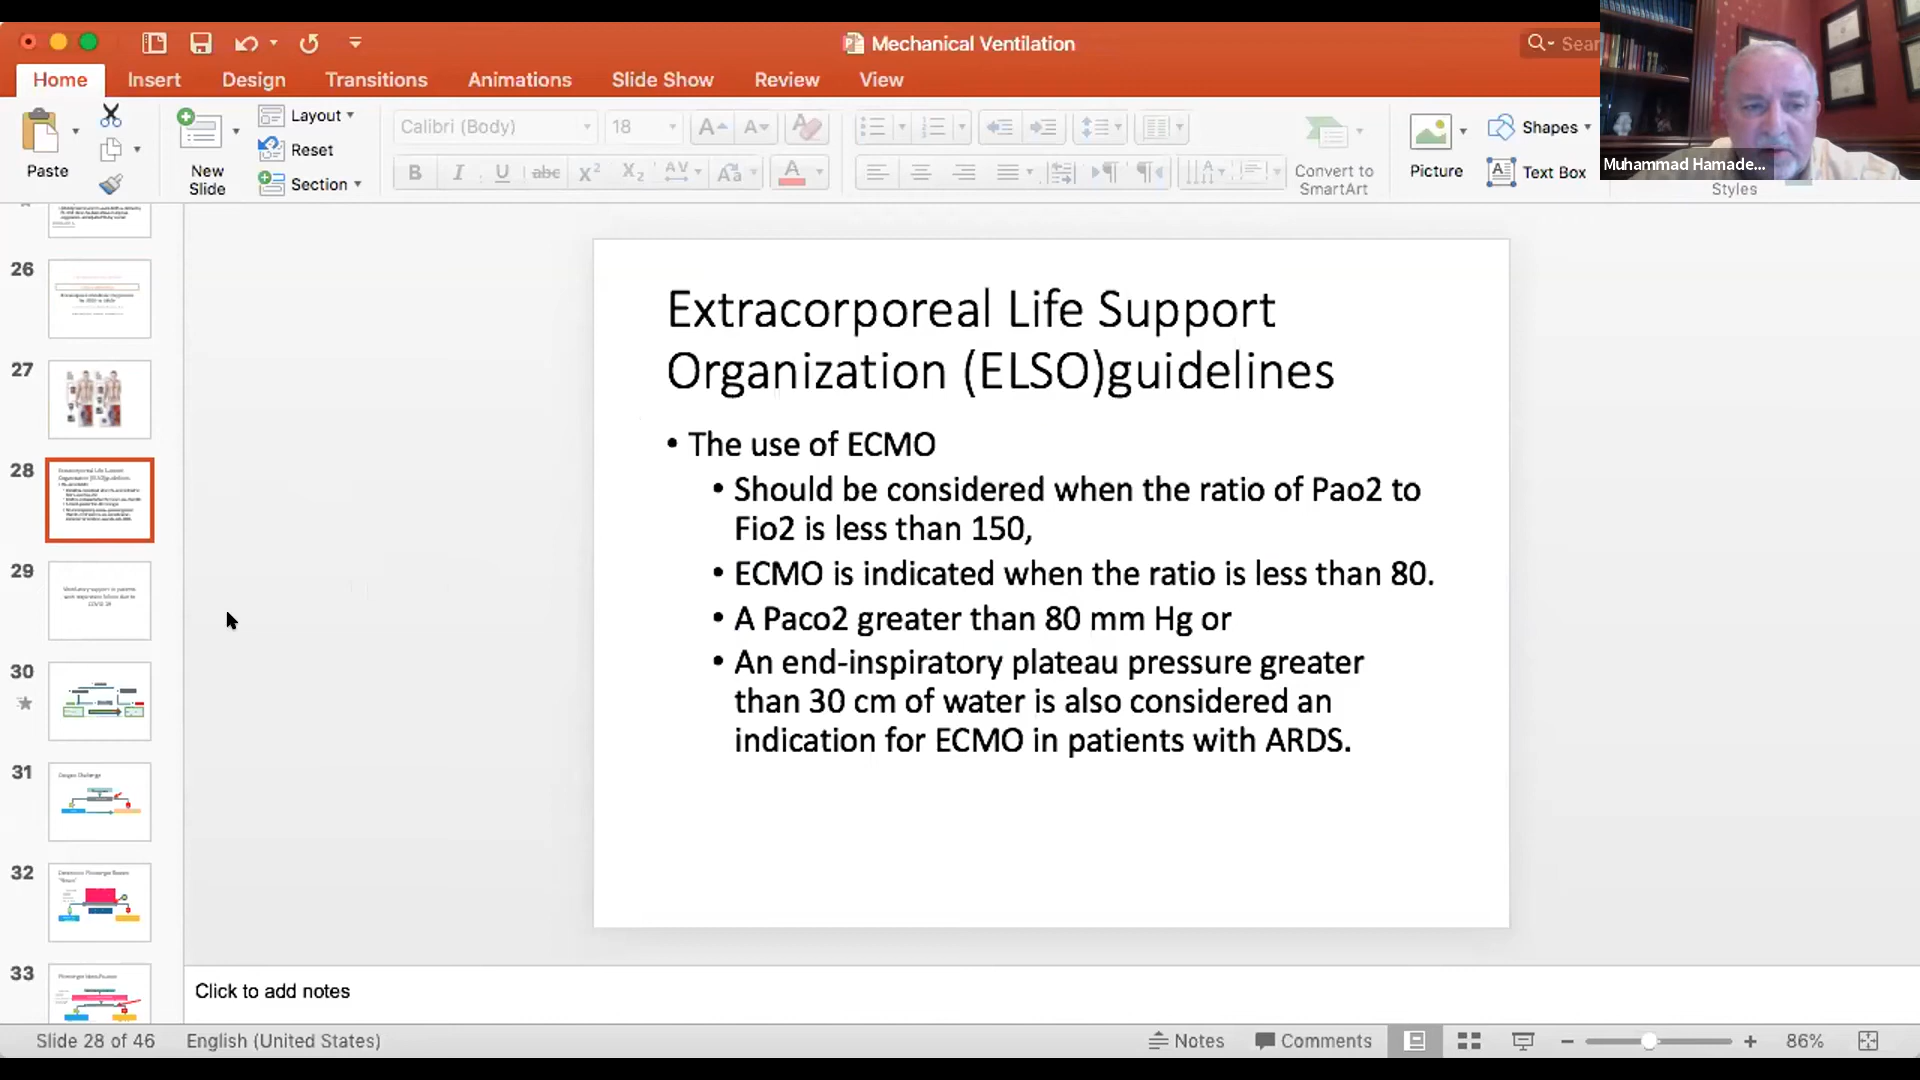 Mechanical Ventilation
Sear
Home Insert Design Transitions Animations Slide Show Review View
Paste
New Slide
Layout
Reset
Section
Calibri (Body)
18
Convert to SmartArt
Picture
Shapes
Text Box
Styles
Muhammad Hamade...
26
27
28
29
30
31
32
33
Extracorporeal Life Support
Organization (ELSO)guidelines
• The use of ECMO
• Should be considered when the ratio of Pao2 to
Fio2 is less than 150,
• ECMO is indicated when the ratio is less than 80.
• A Paco2 greater than 80 mm Hg or
• An end-inspiratory plateau pressure greater
than 30 cm of water is also considered an
indication for ECMO in patients with ARDS.
Click to add notes
Slide 28 of 46 English (United States) Notes Comments 86%